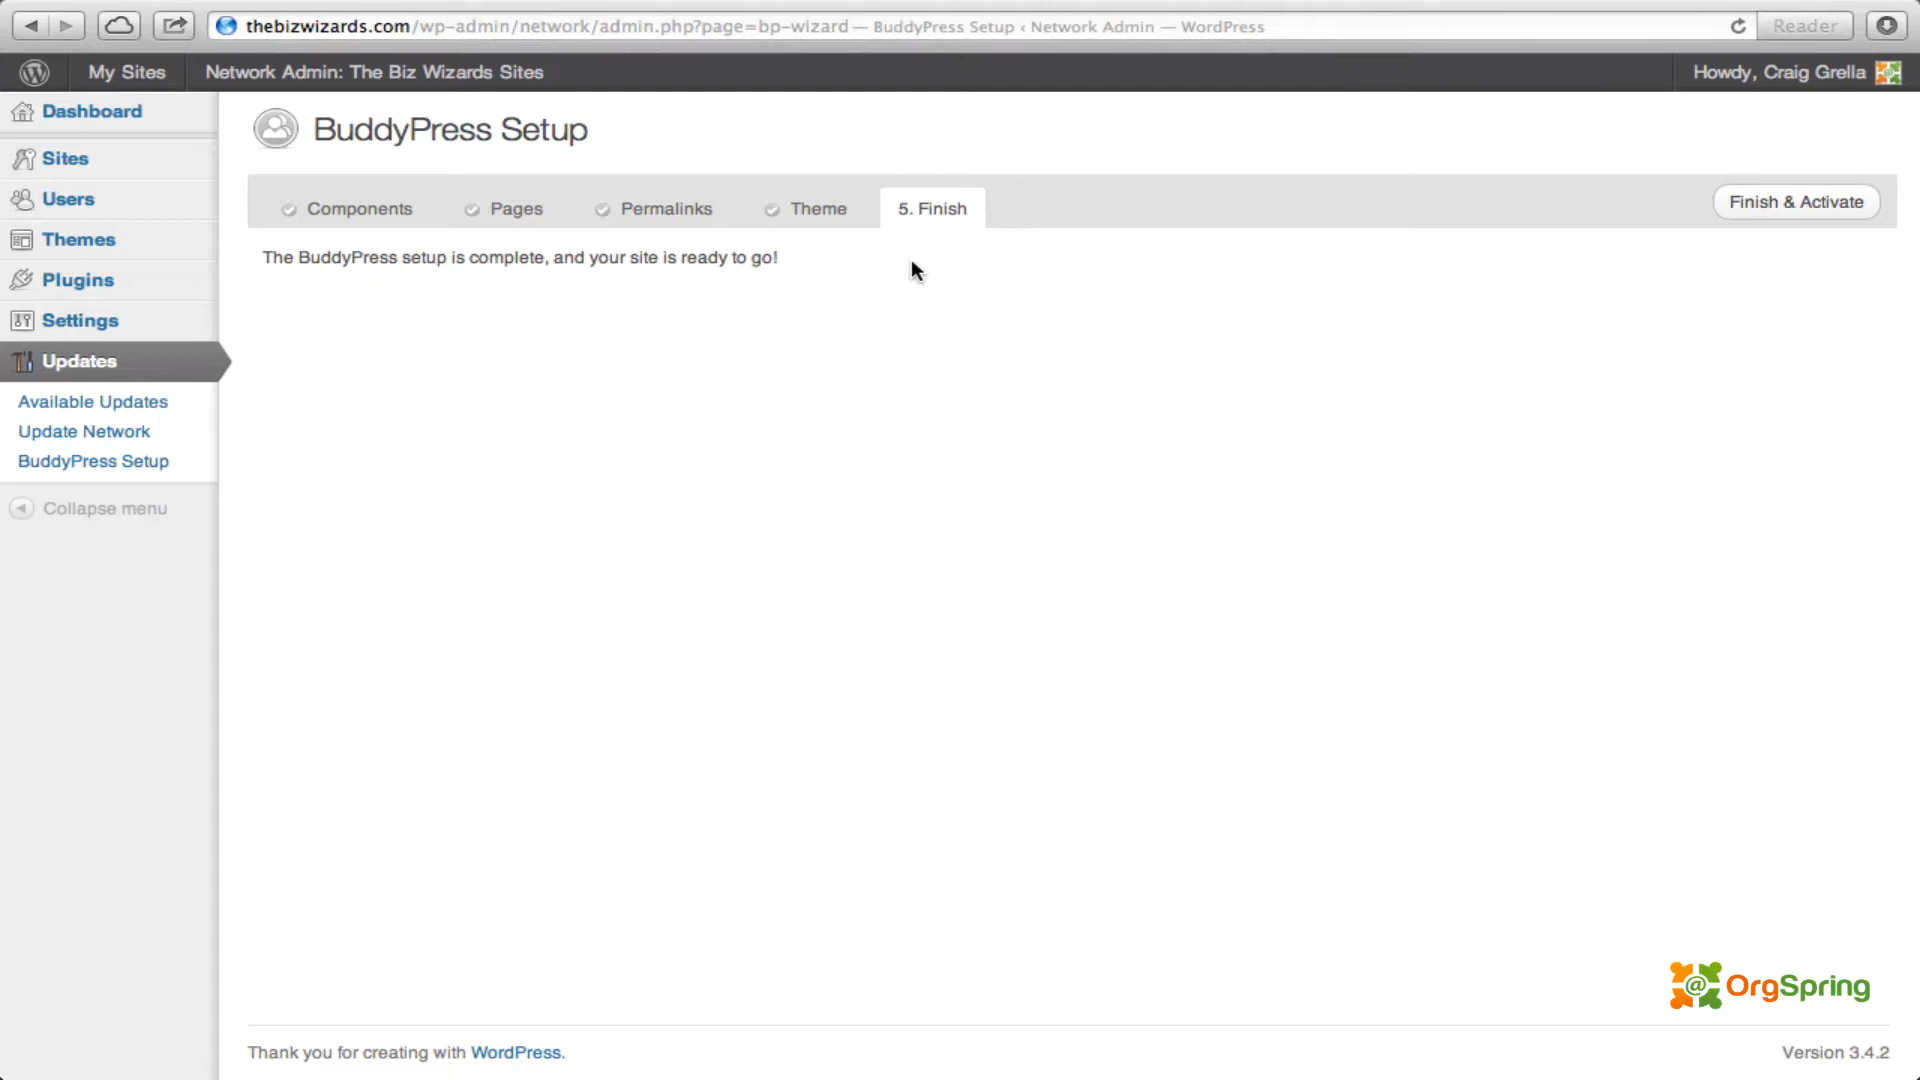 thebizwizards.com/wp-admin/network/admin.php?page=bp-wizard — BuddyPress Setup ‹ Network Admin — WordPress
Reader
My Sites
Network Admin: The Biz Wizards Sites
Howdy, Craig Grella
Dashboard
Sites
Users
Themes
Plugins
Settings
Updates
Available Updates
Update Network
BuddyPress Setup
Collapse menu
BuddyPress Setup
Components
Pages
Permalinks
Theme
5. Finish
Finish & Activate
The BuddyPress setup is complete, and your site is ready to go!
@ OrgSpring
Thank you for creating with WordPress.
Version 3.4.2